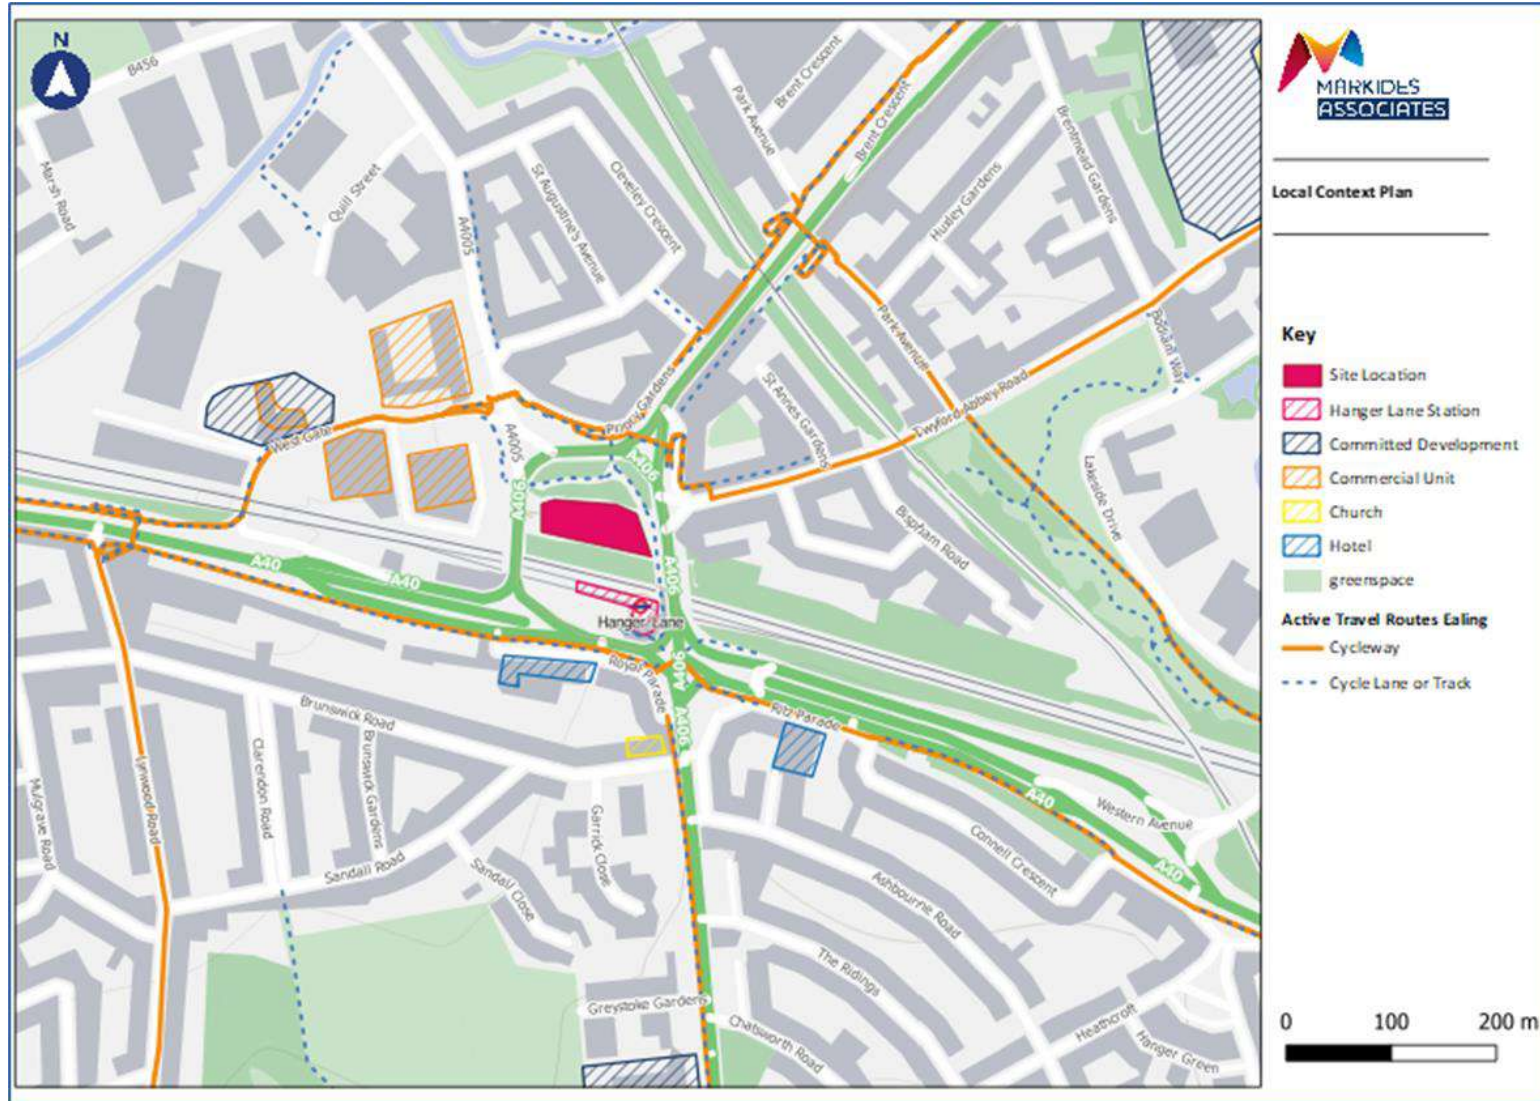 N
B456
Marsh Road
Quill Street
A4005
St Augustine's Avenue
Cleveley Crescent
Park Avenue
Brent Crescent
Brent Crescent
Huxley Gardens
Brentmead Gardens
Park Avenue
Bodiam Way
Twyford Abbey Road
Lakeside Drive
St Annes Gardens
Priory Gardens
West Gate
A4005
A406
A406
A406
Bispham Road
A40
A40
Hanger Lane
Royal Parade
A406
A406
Ritz Parade
Brunswick Road
Brunswick Gardens
Clarendon Road
Lynwood Road
Mulgrave Road
Sandall Road
Sandall Close
Garrick Close
Connell Crescent
Ashbourne Road
The Ridings
Western Avenue
A40
A40
Greystoke Gardens
Chatsworth Road
Heathcroft
Hanger Green
MARKIDES
ASSOCIATES
Local Context Plan
Key
Site Location
Hanger Lane Station
Committed Development
Commercial Unit
Church
Hotel
greenspace
Active Travel Routes Ealing
Cycleway
Cycle Lane or Track
0 100 200 m